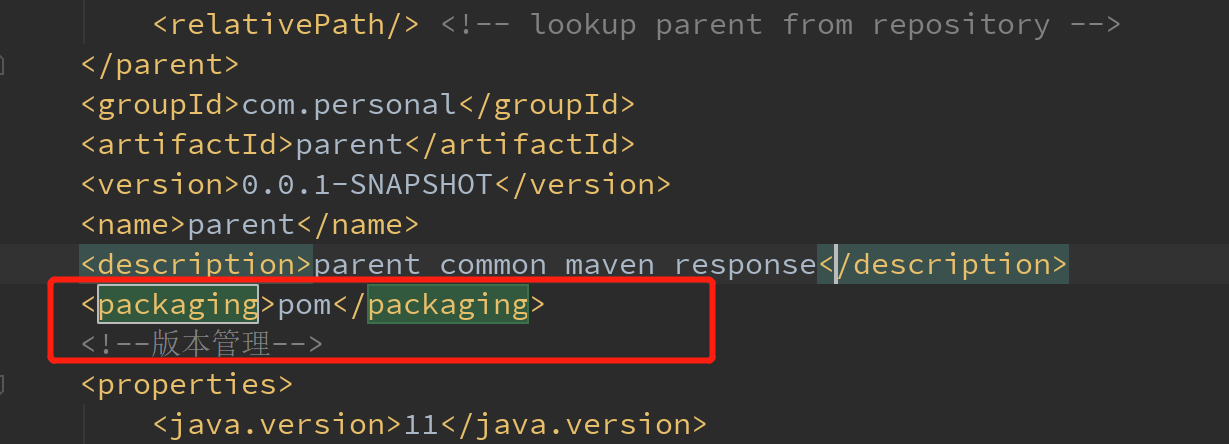 <relativePath/> <!-- lookup parent from repository -->
</parent>
<groupId>com.personal</groupId>
<artifactId>parent</artifactId>
<version>0.0.1-SNAPSHOT</version>
<name>parent</name>
<description>parent common maven response</description>
<packaging>pom</packaging>
<!--版本管理-->
<properties>
<java.version>11</java.version>